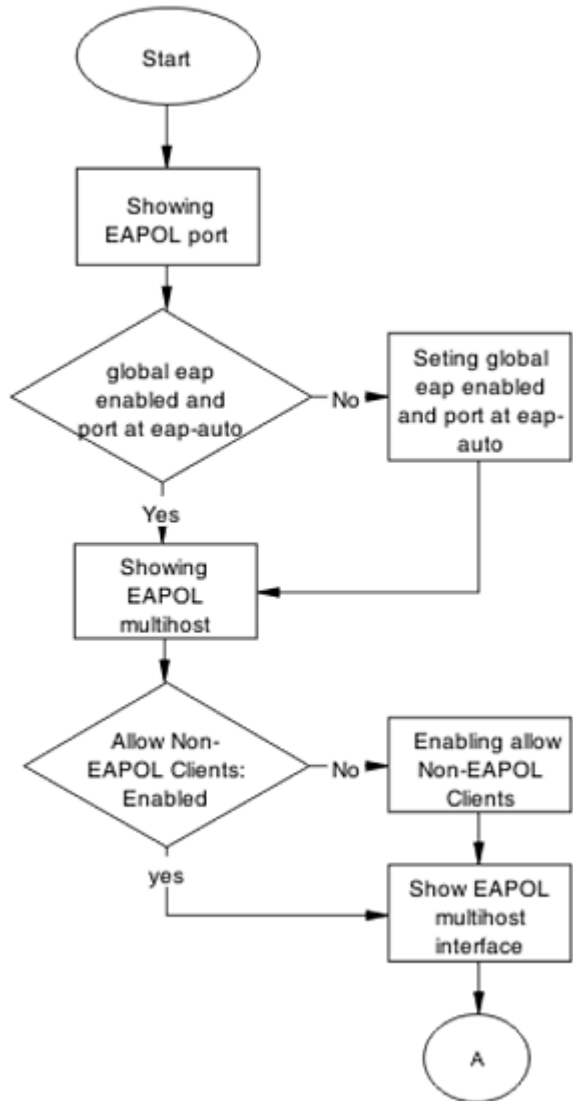 Start
Showing
EAPOL port
global eap
enabled and
port at eap-auto
No
Seting global
eap enabled
and port at eap-
auto
Yes
Showing
EAPOL
multihost
Allow Non-
EAPOL Clients:
Enabled
No
Enabling allow
Non-EAPOL
Clients
yes
Show EAPOL
multihost
interface
A